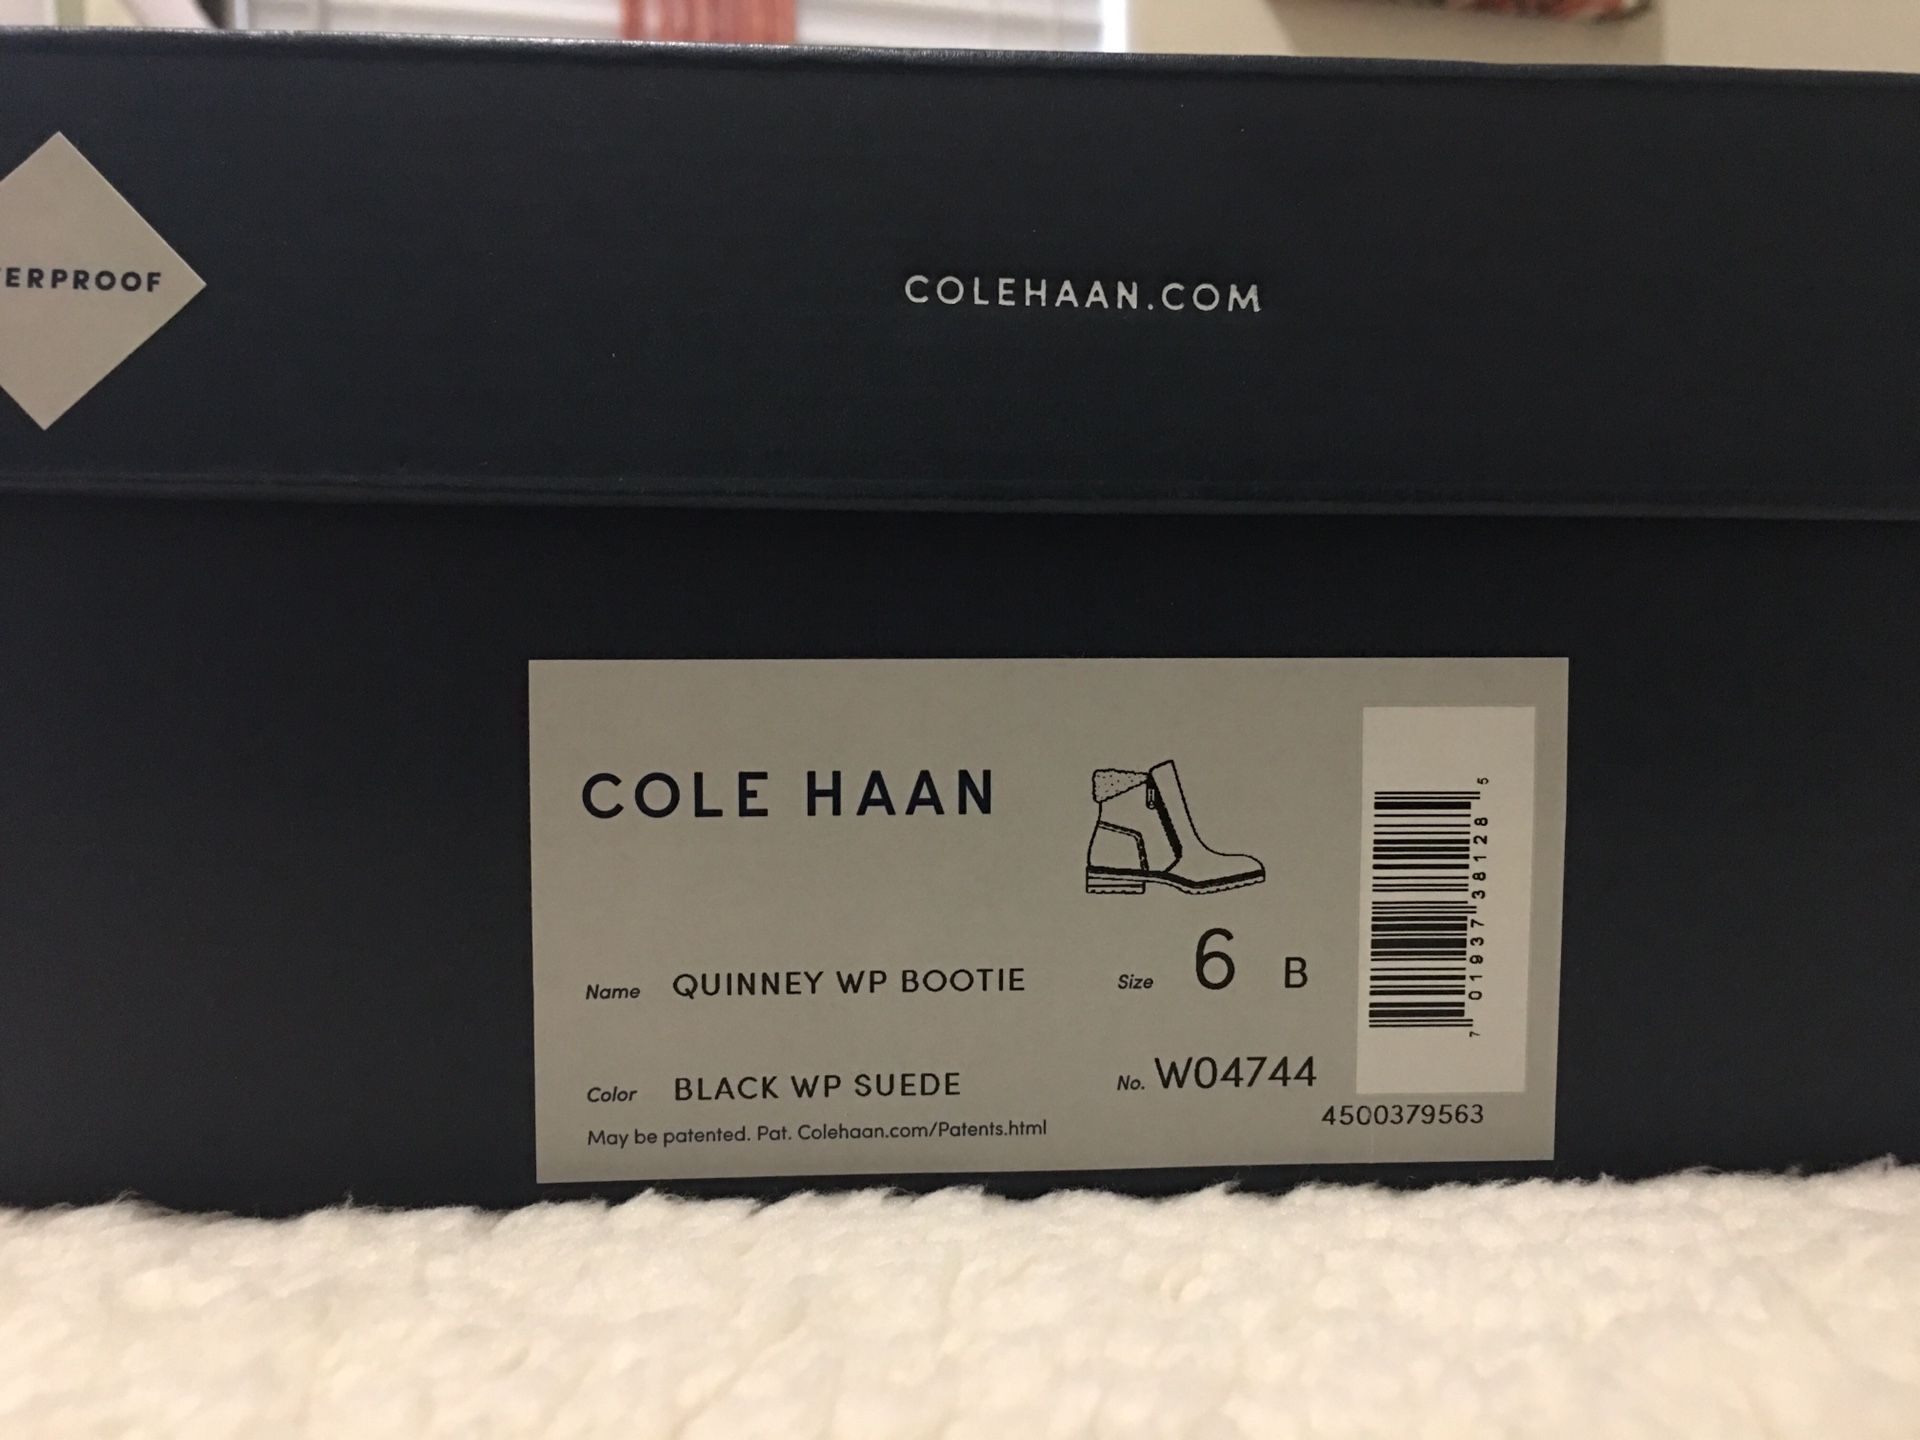 COLEHAAN.COM
COLE HAAN
Name QUINNEY WP BOOTIE
Size 6 B
Color BLACK WP SUEDE
No. W04744
May be patented. Pat. Colehaan.com/Patents.html
4500379563
7 01937 38128 5